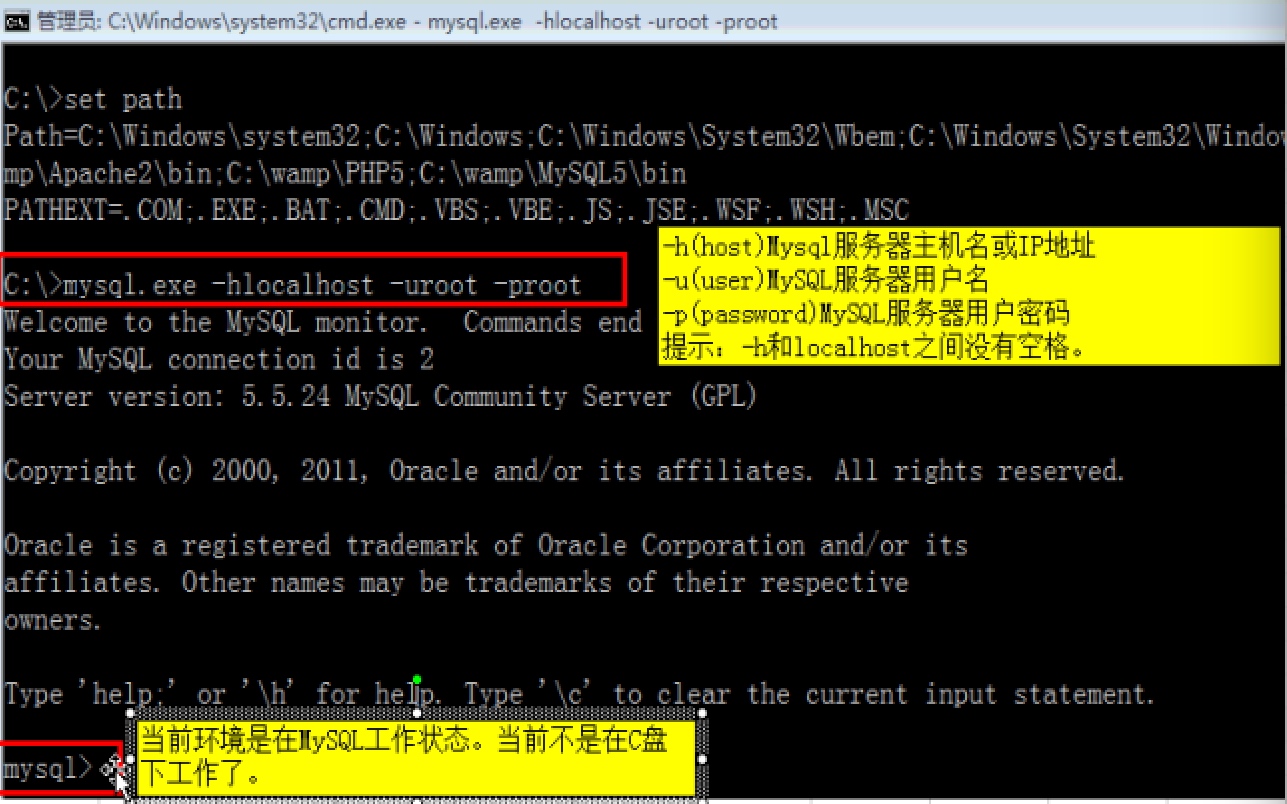 管理员: C:\Windows\system32\cmd.exe - mysql.exe -hlocalhost -uroot -proot
C:\>set path
Path=C:\Windows\system32;C:\Windows;C:\Windows\System32\Wbem;C:\Windows\System32\Window
mp\Apache2\bin;C:\wamp\PHP5;C:\wamp\MySQL5\bin
PATHEXT=.COM;.EXE;.BAT;.CMD;.VBS;.VBE;.JS;.JSE;.WSF;.WSH;.MSC
C:\>mysql.exe -hlocalhost -uroot -proot
-h(host)Mysql服务器主机名或IP地址
-u(user)MySQL服务器用户名
-p(password)MySQL服务器用户密码
提示：-h和localhost之间没有空格。
Welcome to the MySQL monitor.  Commands end
Your MySQL connection id is 2
Server version: 5.5.24 MySQL Community Server (GPL)
Copyright (c) 2000, 2011, Oracle and/or its affiliates. All rights reserved.
Oracle is a registered trademark of Oracle Corporation and/or its
affiliates. Other names may be trademarks of their respective
owners.
Type 'help;' or '\h' for help. Type '\c' to clear the current input statement.
当前环境是在MySQL工作状态。当前不是在C盘
下工作了。
mysql>